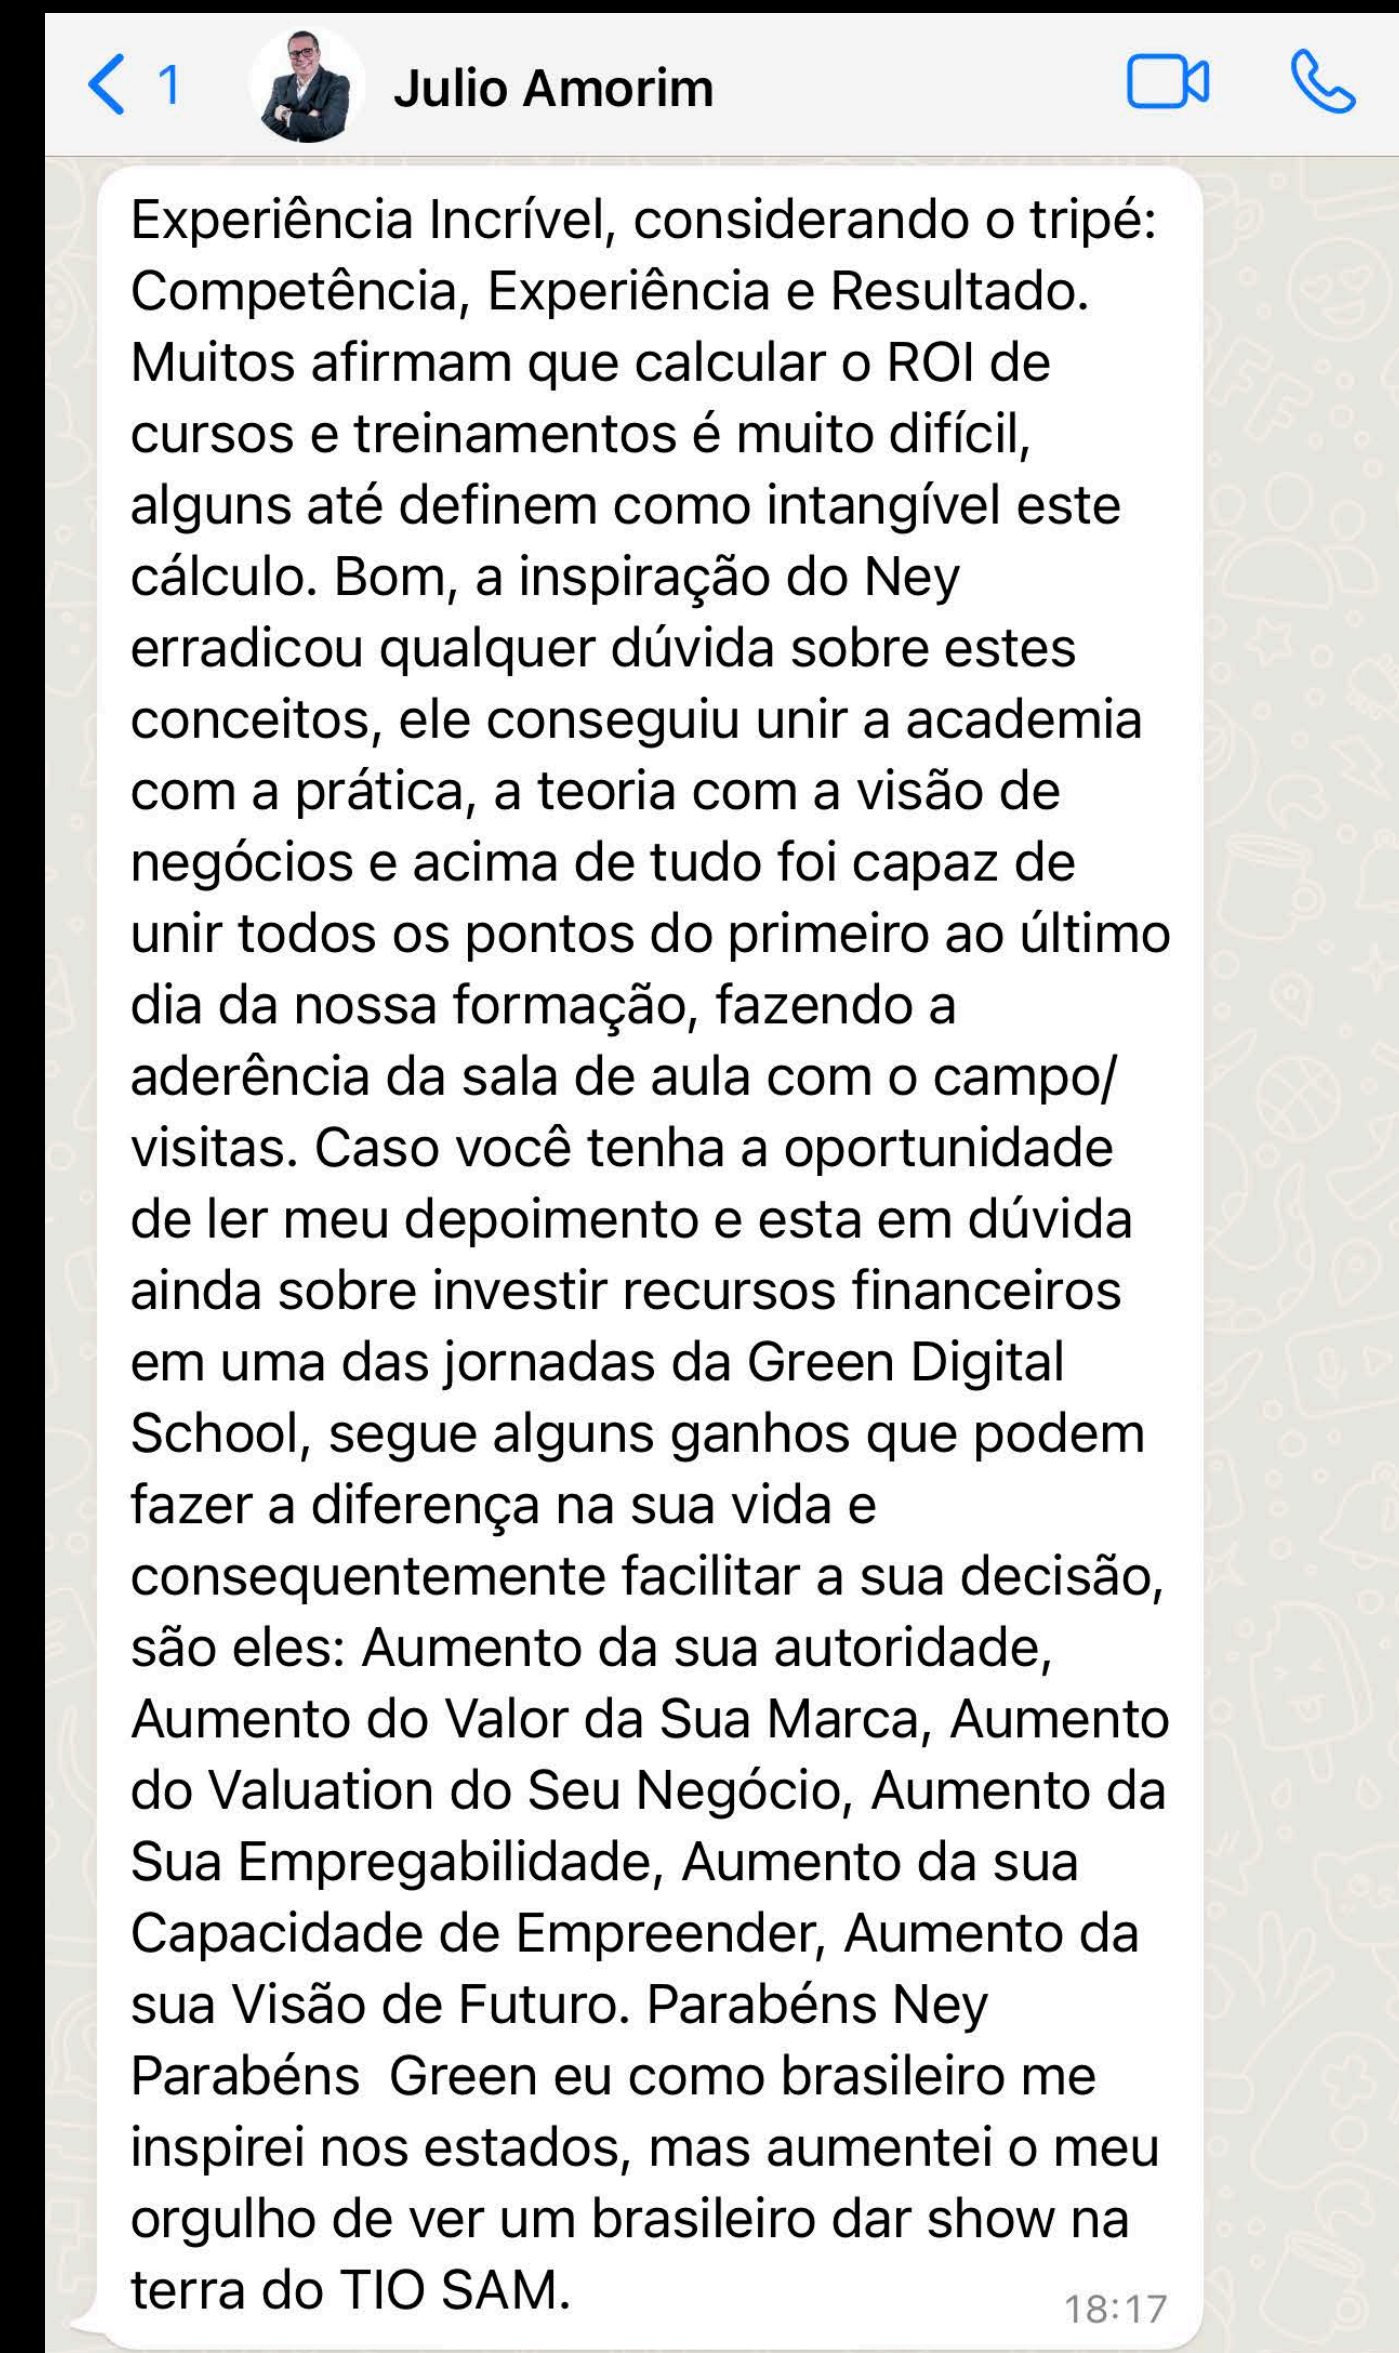 1
Julio Amorim
Experiência Incrível, considerando o tripé:
Competência, Experiência e Resultado.
Muitos afirmam que calcular o ROI de
cursos e treinamentos é muito difícil,
alguns até definem como intangível este
cálculo. Bom, a inspiração do Ney
erradicou qualquer dúvida sobre estes
conceitos, ele conseguiu unir a academia
com a prática, a teoria com a visão de
negócios e acima de tudo foi capaz de
unir todos os pontos do primeiro ao último
dia da nossa formação, fazendo a
aderência da sala de aula com o campo/
visitas. Caso você tenha a oportunidade
de ler meu depoimento e esta em dúvida
ainda sobre investir recursos financeiros
em uma das jornadas da Green Digital
School, segue alguns ganhos que podem
fazer a diferença na sua vida e
consequentemente facilitar a sua decisão,
são eles: Aumento da sua autoridade,
Aumento do Valor da Sua Marca, Aumento
do Valuation do Seu Negócio, Aumento da
Sua Empregabilidade, Aumento da sua
Capacidade de Empreender, Aumento da
sua Visão de Futuro. Parabéns Ney
Parabéns  Green eu como brasileiro me
inspirei nos estados, mas aumentei o meu
orgulho de ver um brasileiro dar show na
terra do TIO SAM.
18:17